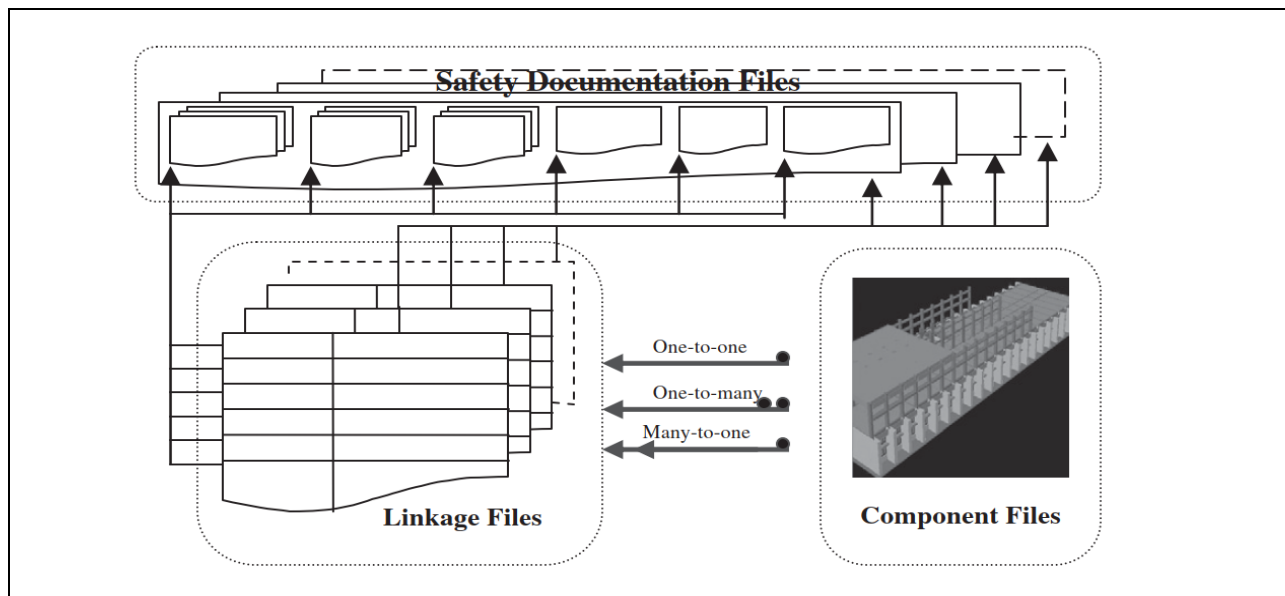 Safety Documentation Files
One-to-one
One-to-many
Many-to-one
Linkage Files
Component Files